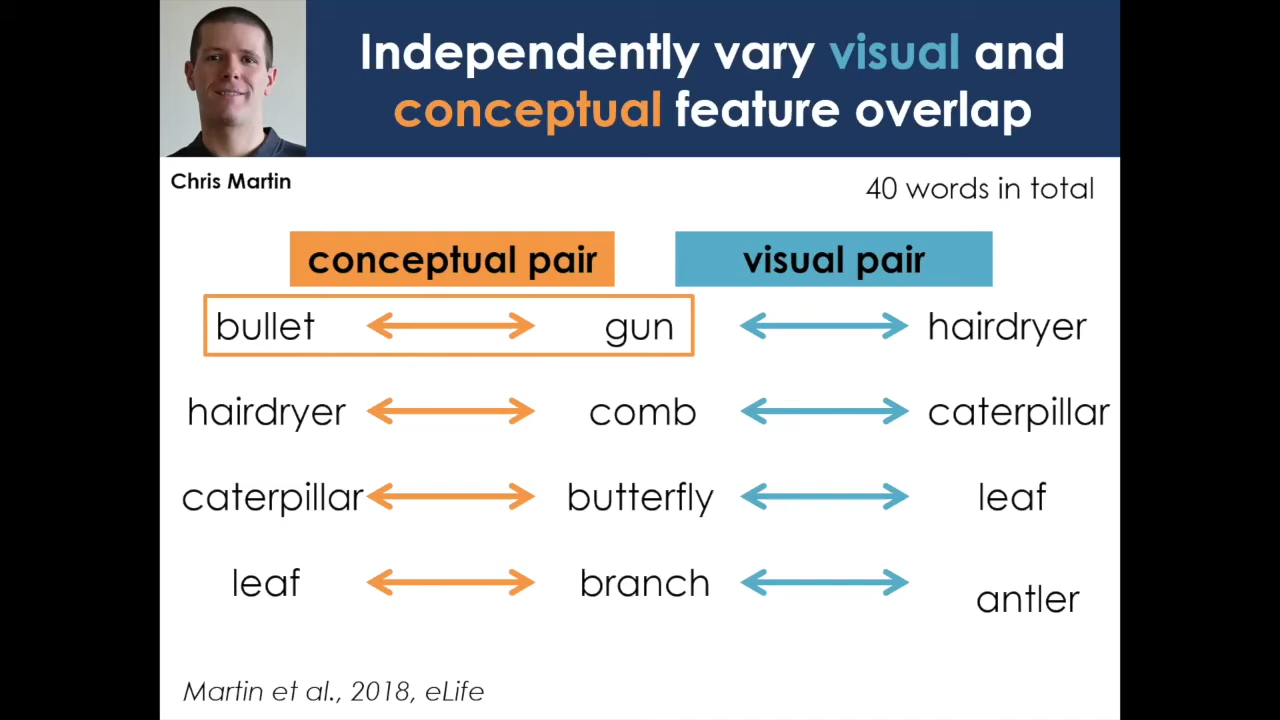 Independently vary visual and
conceptual feature overlap
Chris Martin
40 words in total
conceptual pair visual pair
bullet gun hairdryer
hairdryer comb caterpillar
caterpillar butterfly leaf
leaf branch antler
Martin et al., 2018, eLife